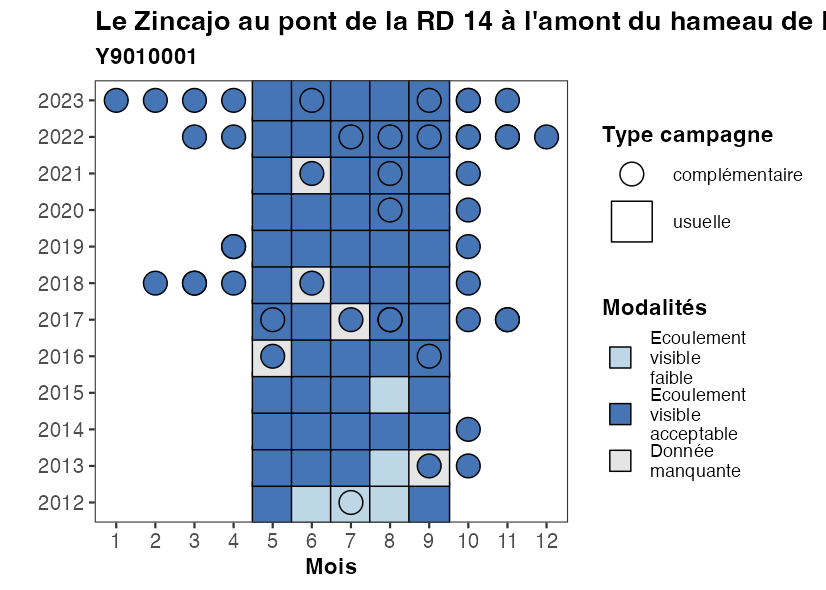 Le Zincajo au pont de la RD 14 à l'amont du hameau de
Y9010001
2023
2022
2021
2020
2019
2018
2017
2016
2015
2014
2013
2012
1 2 3 4 5 6 7 8 9 10 11 12
Mois
Type campagne
complémentaire
usuelle
Modalités
Ecoulement
visible
faible
Ecoulement
visible
acceptable
Donnée
manquante